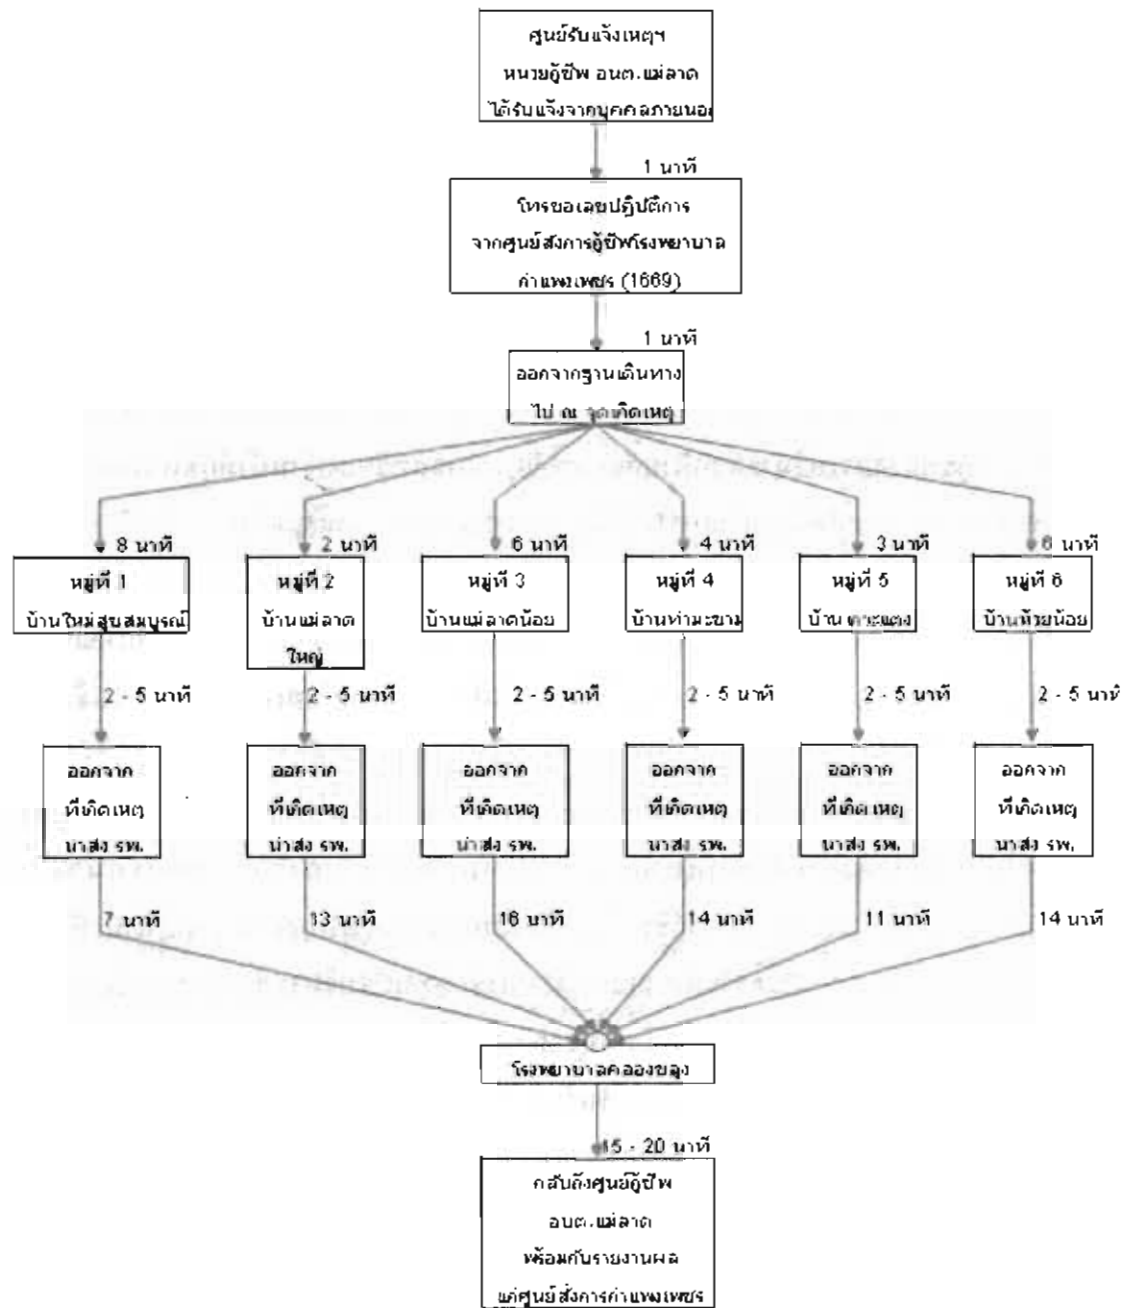 ศูนย์รับแจ้งเหตุฯ
หน่วยกู้ชีพ อบต.แม่ลาด
ได้รับแจ้งจากบุคคลภายนอก
1 นาที
โทรขอเลขปฏิบัติการ
จากศูนย์สั่งการกู้ชีพโรงพยาบาล
กำแพงเพชร (1669)
1 นาที
ออกจากฐานเดินทาง
ไป ณ จุดเกิดเหตุ
8 นาที
2 นาที
6 นาที
4 นาที
3 นาที
6 นาที
หมู่ที่ 1
บ้านใหม่สุขสมบูรณ์
หมู่ที่ 2
บ้านแม่ลาด
ใหญ่
หมู่ที่ 3
บ้านแม่ลาดน้อย
หมู่ที่ 4
บ้านท่ามะขาม
หมู่ที่ 5
บ้านเกาะแตง
หมู่ที่ 6
บ้านห้วยน้อย
2 - 5 นาที
2 - 5 นาที
2 - 5 นาที
2 - 5 นาที
2 - 5 นาที
2 - 5 นาที
ออกจาก
ที่เกิดเหตุ
นำส่ง รพ.
ออกจาก
ที่เกิดเหตุ
นำส่ง รพ.
ออกจาก
ที่เกิดเหตุ
นำส่ง รพ.
ออกจาก
ที่เกิดเหตุ
นำส่ง รพ.
ออกจาก
ที่เกิดเหตุ
นำส่ง รพ.
ออกจาก
ที่เกิดเหตุ
นำส่ง รพ.
7 นาที
13 นาที
16 นาที
14 นาที
11 นาที
14 นาที
โรงพยาบาลคลองขลุง
15 - 20 นาที
กลับถึงศูนย์กู้ชีพ
อบต.แม่ลาด
พร้อมกับรายงานผล
แก่ศูนย์สั่งการกำแพงเพชร